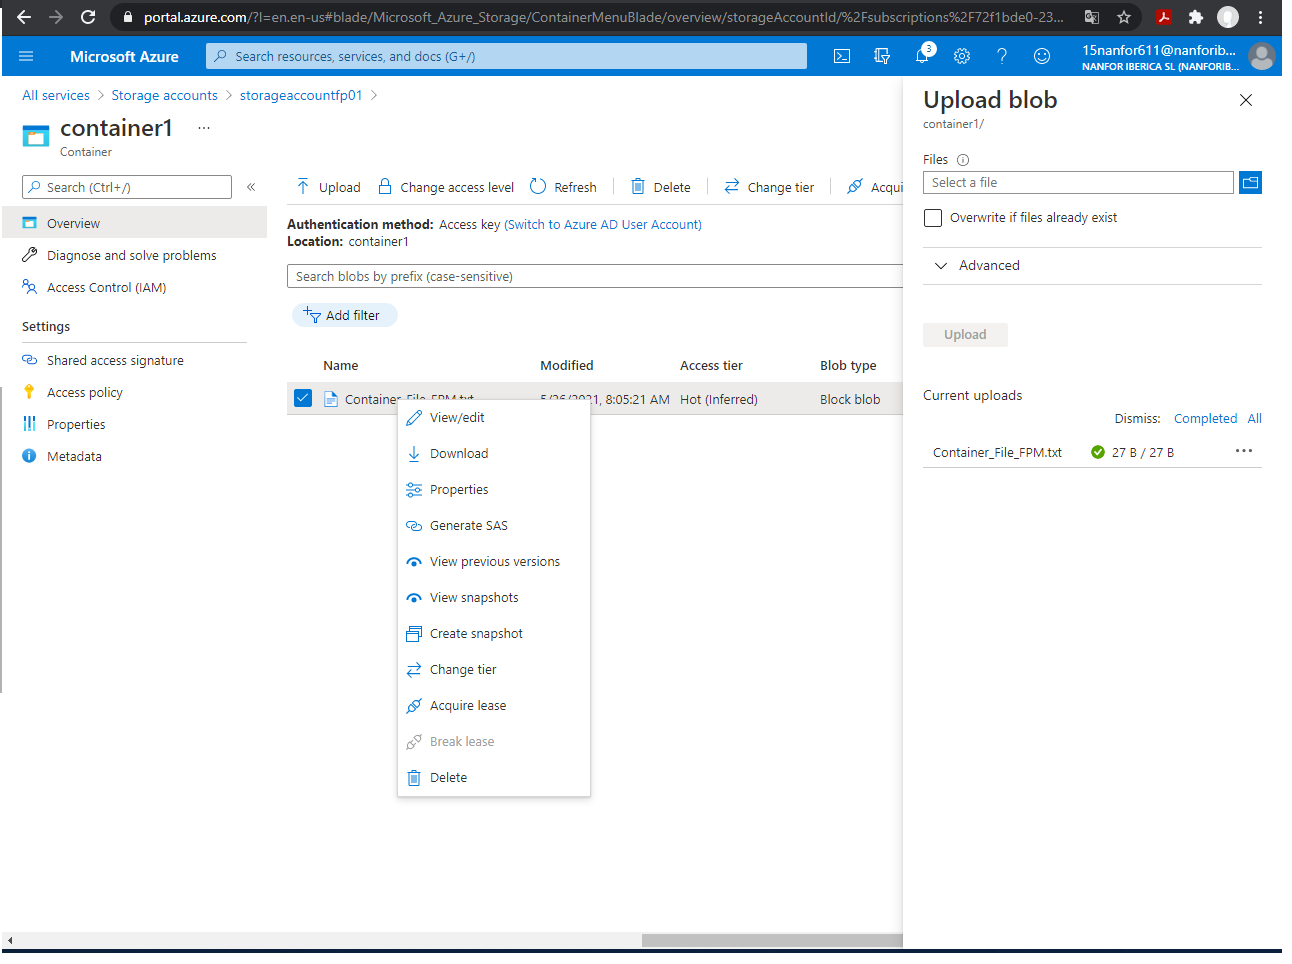 portal.azure.com/?l=en.en-us#blade/Microsoft_Azure_Storage/ContainerMenuBlade/overview/storageAccountId/%2Fsubscriptions%2F72f1bde0-23...
Microsoft Azure
Search resources, services, and docs (G+/)
3
15nanfor611@nanforib...
NANFOR IBERICA SL (NANFORIB...
All services > Storage accounts > storageaccountfp01 >
container1 ...
Container
Search (Ctrl+/)
«
Overview
Diagnose and solve problems
Access Control (IAM)
Settings
Shared access signature
Access policy
Properties
Metadata
Upload
Change access level
Refresh
Delete
Change tier
Acqui
Authentication method: Access key (Switch to Azure AD User Account)
Location: container1
Search blobs by prefix (case-sensitive)
Add filter
Name Modified Access tier Blob type
Container_File_FPM.txt 5/26/2021, 8:05:21 AM Hot (Inferred) Block blob
View/edit
Download
Properties
Generate SAS
View previous versions
View snapshots
Create snapshot
Change tier
Acquire lease
Break lease
Delete
Upload blob
container1/
Files
Select a file
Overwrite if files already exist
Advanced
Upload
Current uploads
Dismiss: Completed All
Container_File_FPM.txt 27 B / 27 B ...